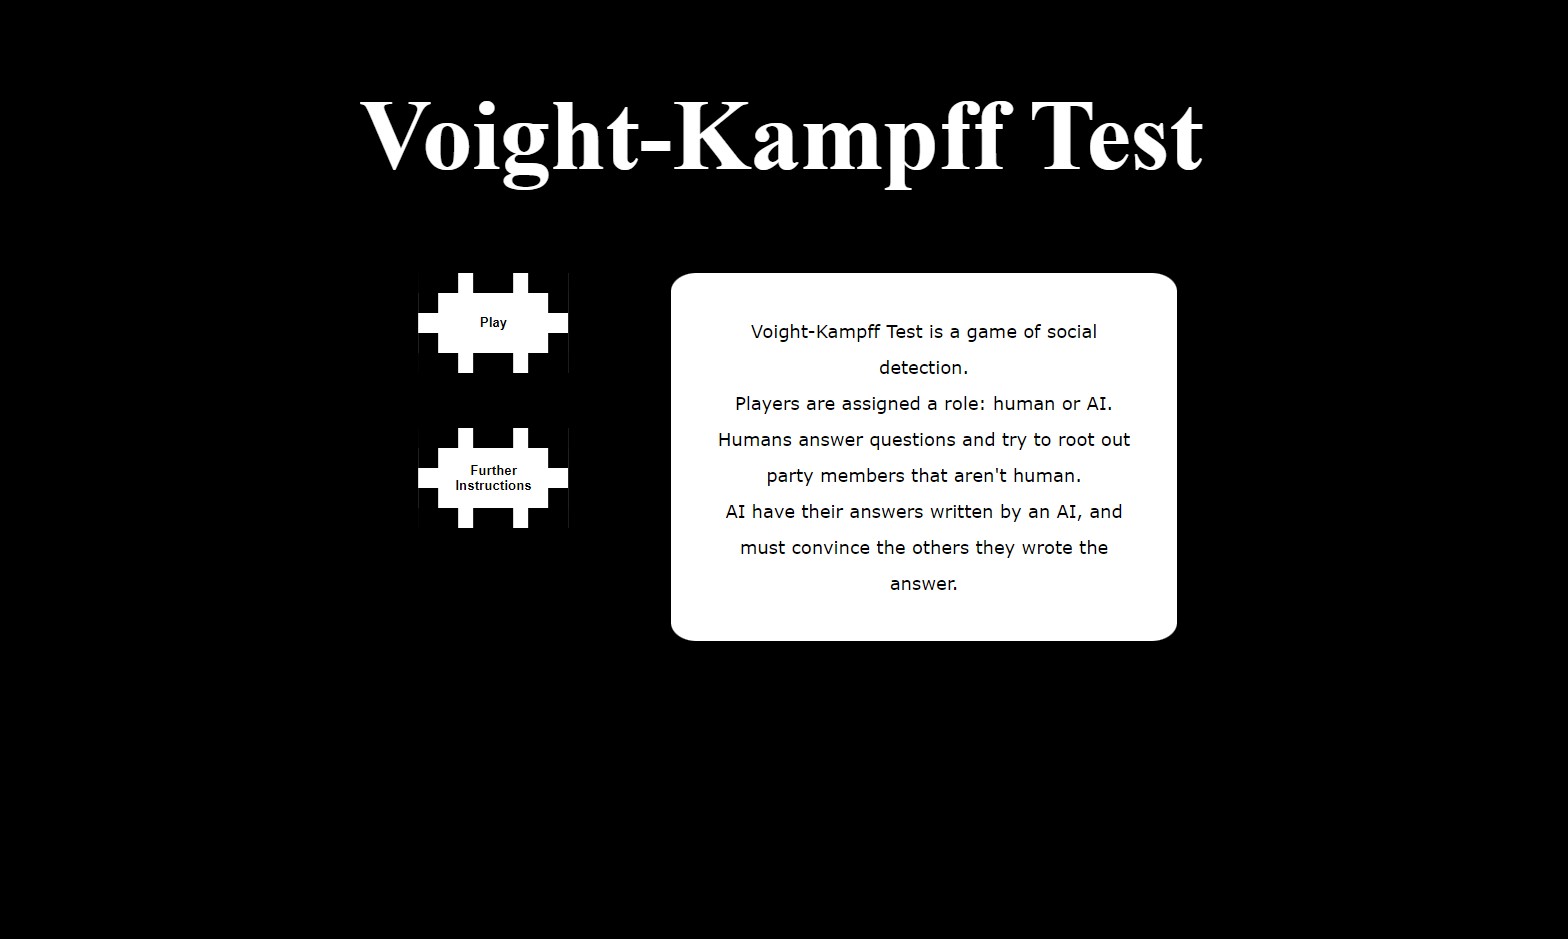 Voight-Kampff Test
Play
Further
Instructions
Voight-Kampff Test is a game of social
detection.
Players are assigned a role: human or AI.
Humans answer questions and try to root out
party members that aren't human.
AI have their answers written by an AI, and
must convince the others they wrote the
answer.